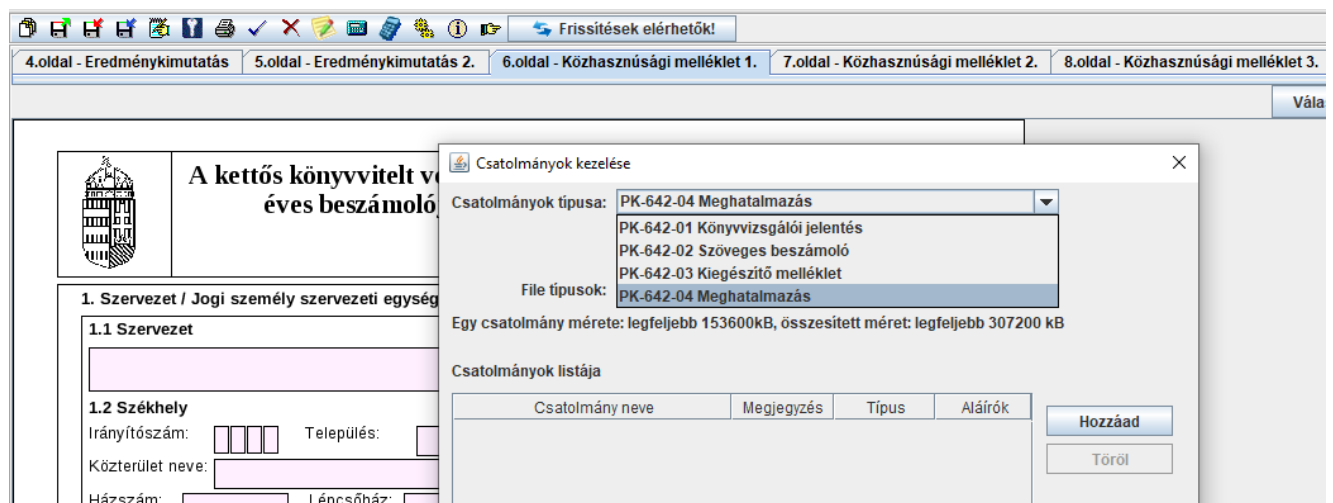 Frissítések elérhetők!
4.oldal - Eredménykimutatás 5.oldal - Eredménykimutatás 2. 6.oldal - Közhasznúsági melléklet 1. 7.oldal - Közhasznúsági melléklet 2. 8.oldal - Közhasznúsági melléklet 3.
Vála
A kettős könyvvitelt v
éves beszámoló
1. Szervezet / Jogi személy szervezeti egység
1.1 Szervezet
1.2 Székhely
Irányítószám: Település:
Közterület neve:
Házszám: Lépcsőház:
Csatolmányok kezelése
Csatolmányok típusa: PK-642-04 Meghatalmazás
PK-642-01 Könyvvizsgálói jelentés
PK-642-02 Szöveges beszámoló
PK-642-03 Kiegészítő melléklet
File típusok: PK-642-04 Meghatalmazás
Egy csatolmány mérete: legfeljebb 153600kB, összesített méret: legfeljebb 307200 kB
Csatolmányok listája
Csatolmány neve Megjegyzés Típus Aláírók
Hozzáad
Töröl